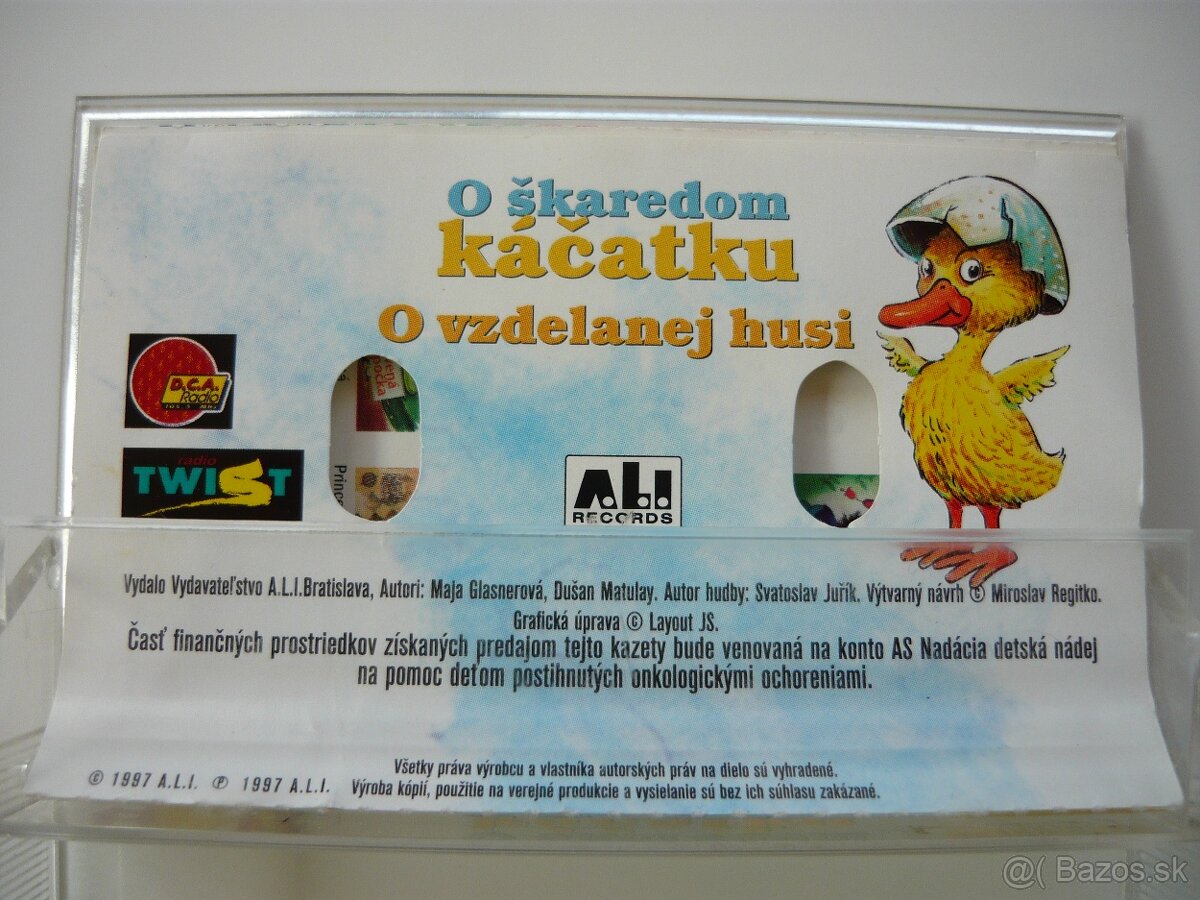 O škaredom
káčatku
O vzdelanej husi
D.C.A.
Radio
radio
TWIST
Princ
A.L.I.
RECORDS
Vydalo Vydavateľstvo A.L.I.Bratislava, Autori: Maja Glasnerová, Dušan Matulay. Autor hudby: Svatoslav Juřík. Výtvarný návrh © Miroslav Regitko.
Grafická úprava © Layout JS.
Časť finančných prostriedkov získaných predajom tejto kazety bude venovaná na konto AS Nadácia detská nádej
na pomoc deťom postihnutých onkologickými ochoreniami.
Všetky práva výrobcu a vlastníka autorských práv na dielo sú vyhradené.
© 1997 A.L.I. ℗ 1997 A.L.I. Výroba kópií, použitie na verejné produkcie a vysielanie sú bez ich súhlasu zakázané.
@( Bazos.sk